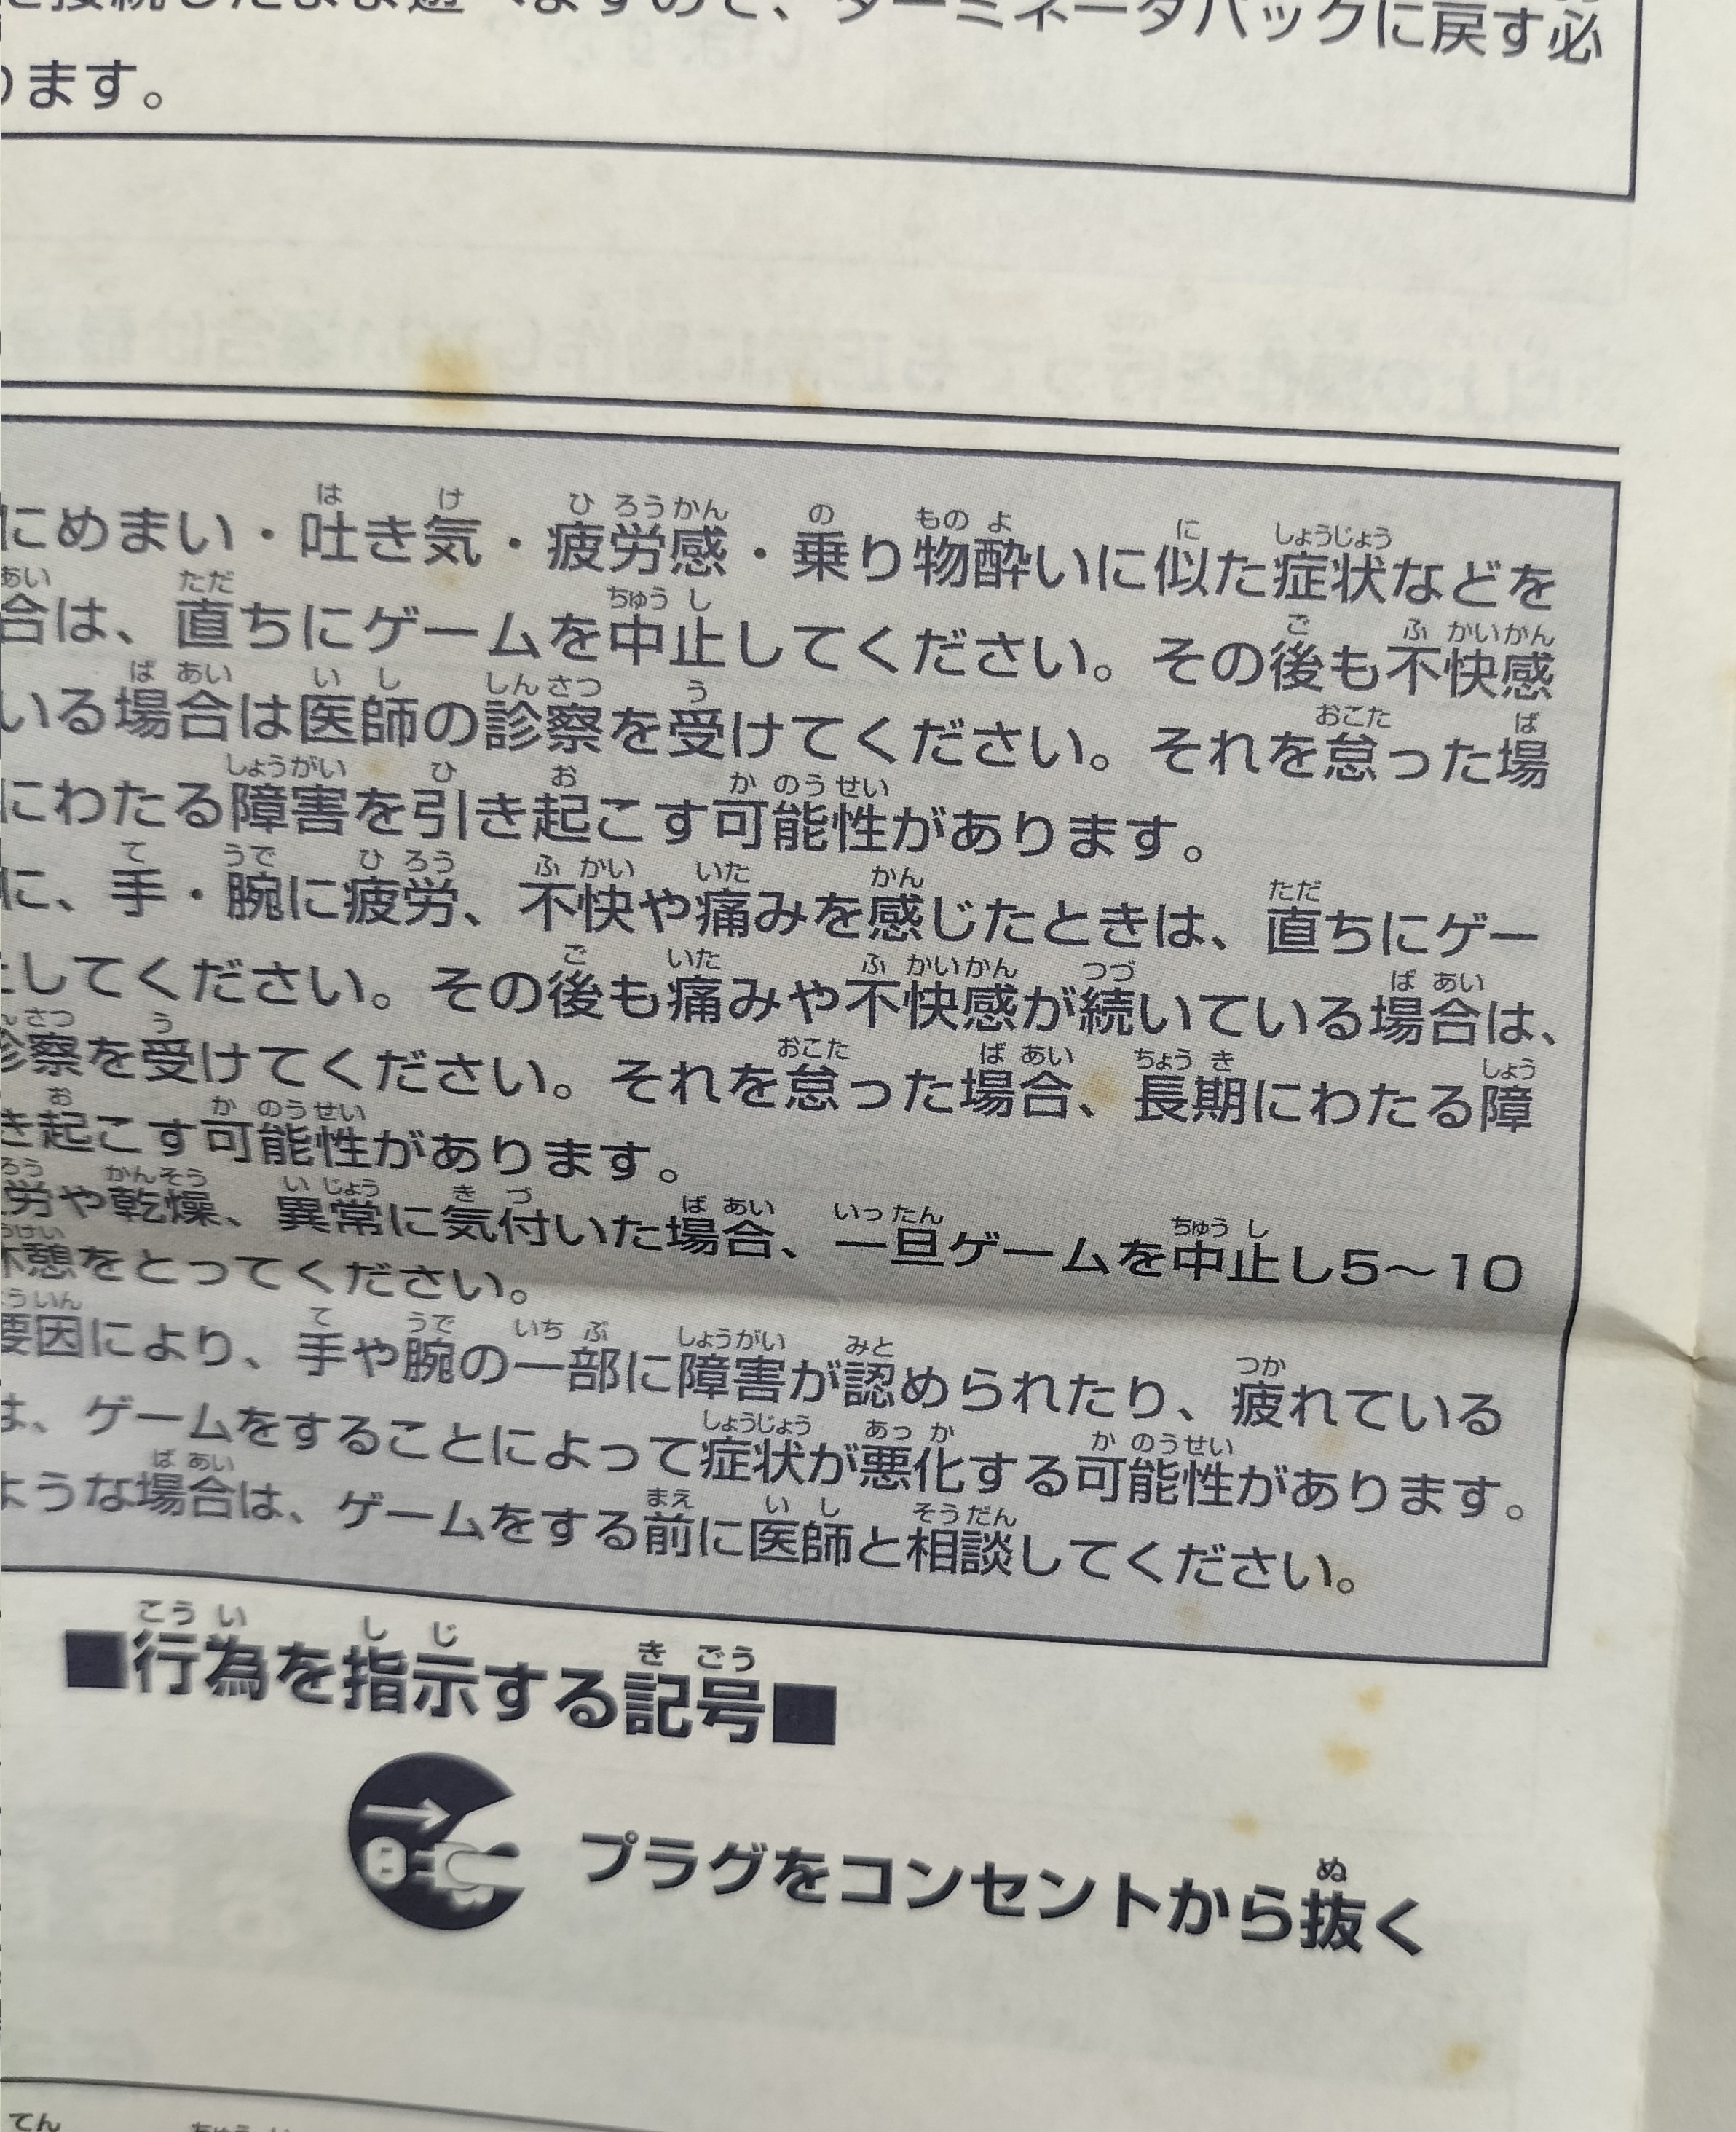 接続したまま遊べますので、ターミネータパックに戻す必
ります。
にめまい・吐き気・疲労感・乗り物酔いに似た症状などを
合は、直ちにゲームを中止してください。その後も不快感
いる場合は医師の診察を受けてください。それを怠った場
にわたる障害を引き起こす可能性があります。
に、手・腕に疲労、不快や痛みを感じたときは、直ちにゲー
してください。その後も痛みや不快感が続いている場合は、
診察を受けてください。それを怠った場合、長期にわたる障
き起こす可能性があります。
労や乾燥、異常に気付いた場合、一旦ゲームを中止し5～10
休憩をとってください。
要因により、手や腕の一部に障害が認められたり、疲れている
は、ゲームをすることによって症状が悪化する可能性があります。
ような場合は、ゲームをする前に医師と相談してください。
■行為を指示する記号■
プラグをコンセントから抜く